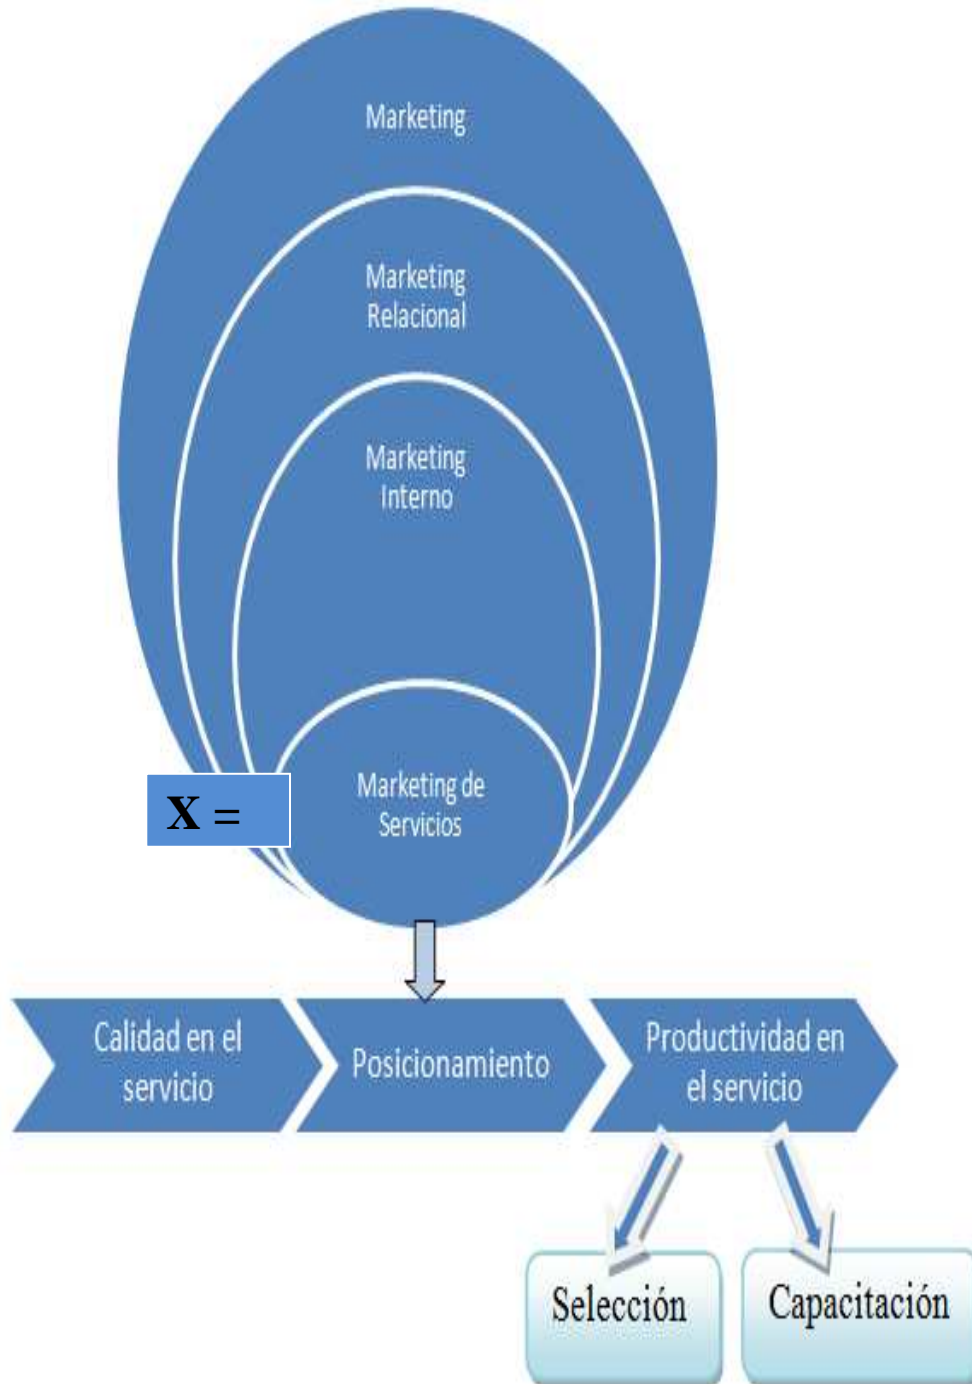 Marketing
Marketing
Relacional
Marketing
Interno
Marketing de
Servicios
X =
Calidad en el
servicio
Posicionamiento
Productividad en
el servicio
Selección
Capacitación